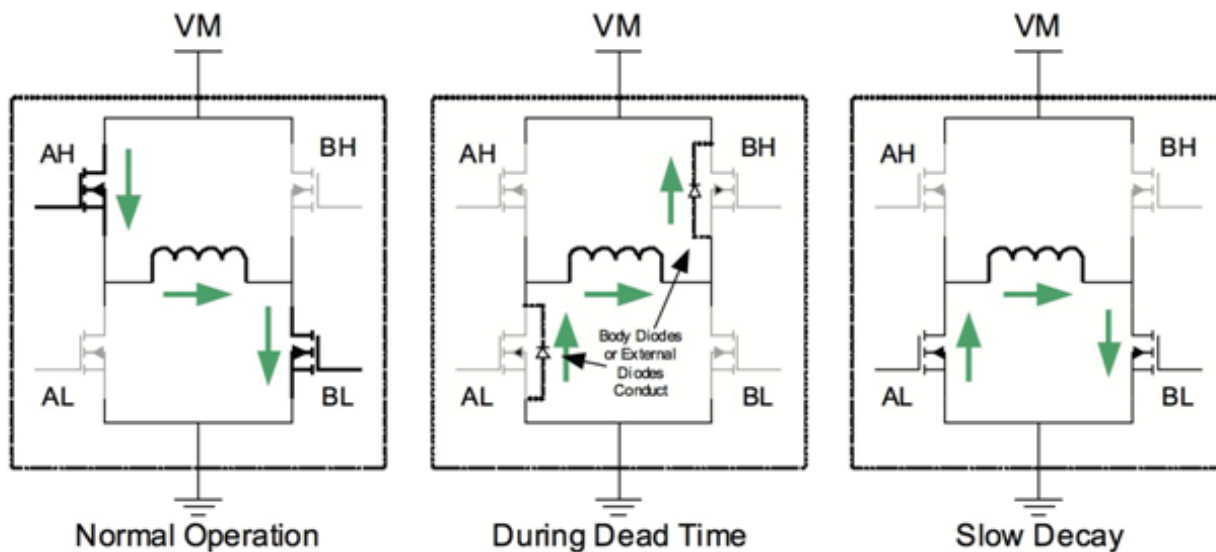 VM
AH
BH
AL
BL
Normal Operation
VM
AH
BH
Body Diodes
or External
Diodes
Conduct
AL
BL
During Dead Time
VM
AH
BH
AL
BL
Slow Decay